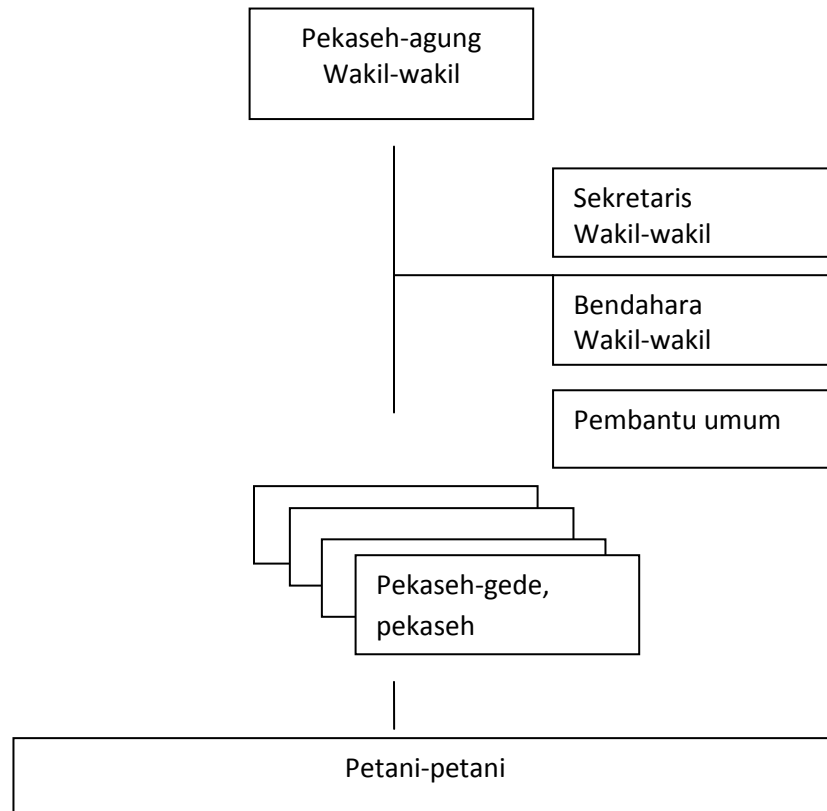 Pekaseh-agung
Wakil-wakil
Sekretaris
Wakil-wakil
Bendahara
Wakil-wakil
Pembantu umum
Pekaseh-gede,
pekaseh
Petani-petani